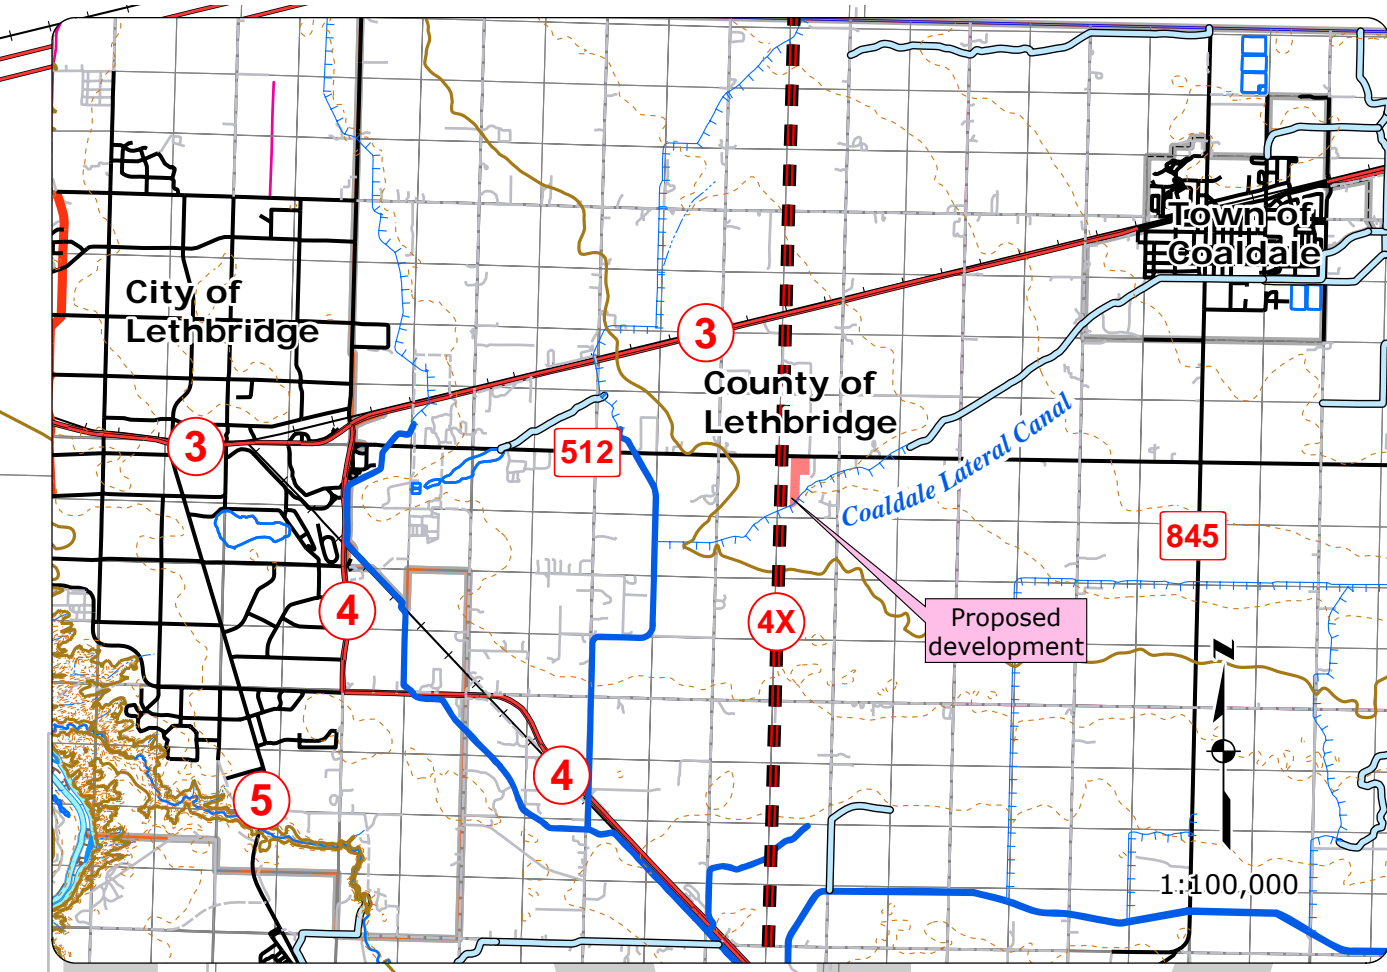 Town of
Coaldale
City of
Lethbridge
3
County of
Lethbridge
3
512
Coaldale Lateral Canal
845
4
4X
Proposed
development
N
4
5
1:100,000